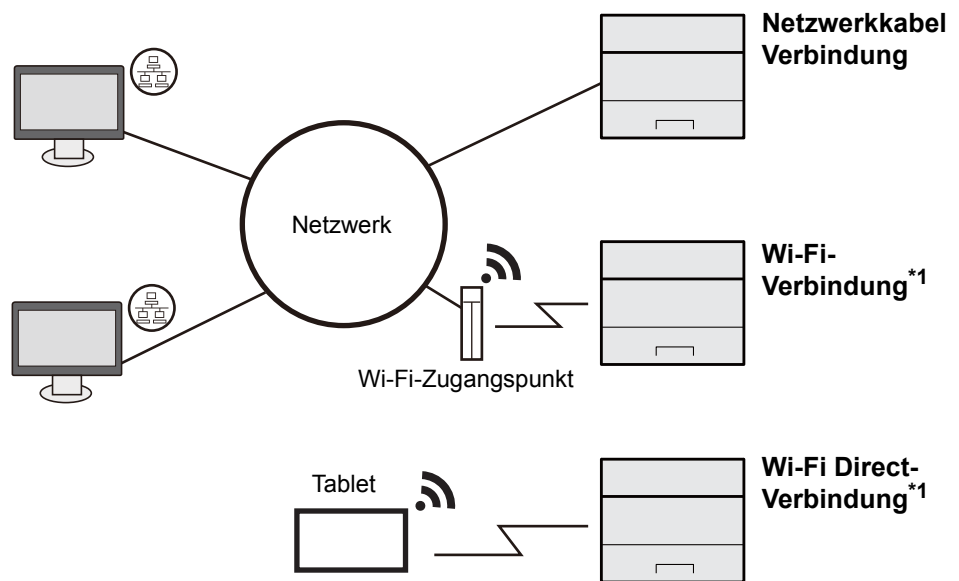 Netzwerkkabel
Verbindung
Netzwerk
Wi-Fi-
Verbindung*1
Wi-Fi-Zugangspunkt
Wi-Fi Direct-
Verbindung*1
Tablet